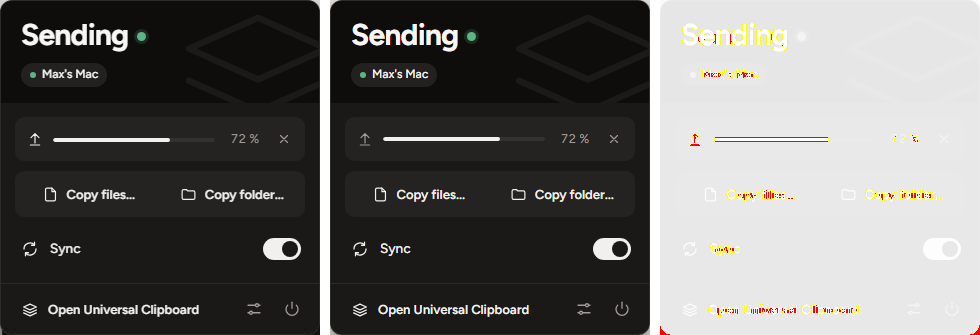 Sending
Max's Mac
72 %
Copy files... Copy folder...
Sync
Open Universal Clipboard
Sending
Max's Mac
72 %
Copy files... Copy folder...
Sync
Open Universal Clipboard
Sending